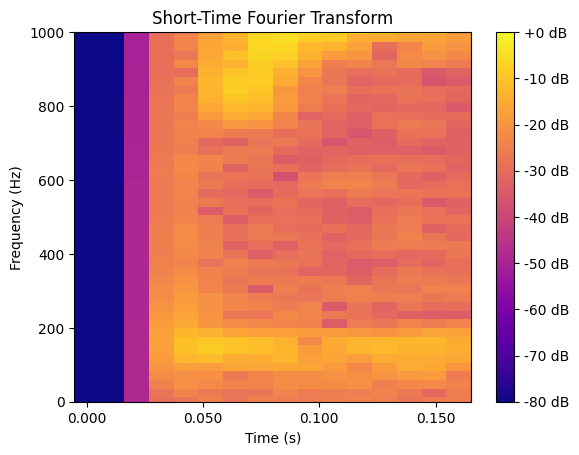 Short-Time Fourier Transform
Frequency (Hz)
1000
800
600
400
200
0
0.000 0.050 0.100 0.150
Time (s)
+0 dB
-10 dB
-20 dB
-30 dB
-40 dB
-50 dB
-60 dB
-70 dB
-80 dB